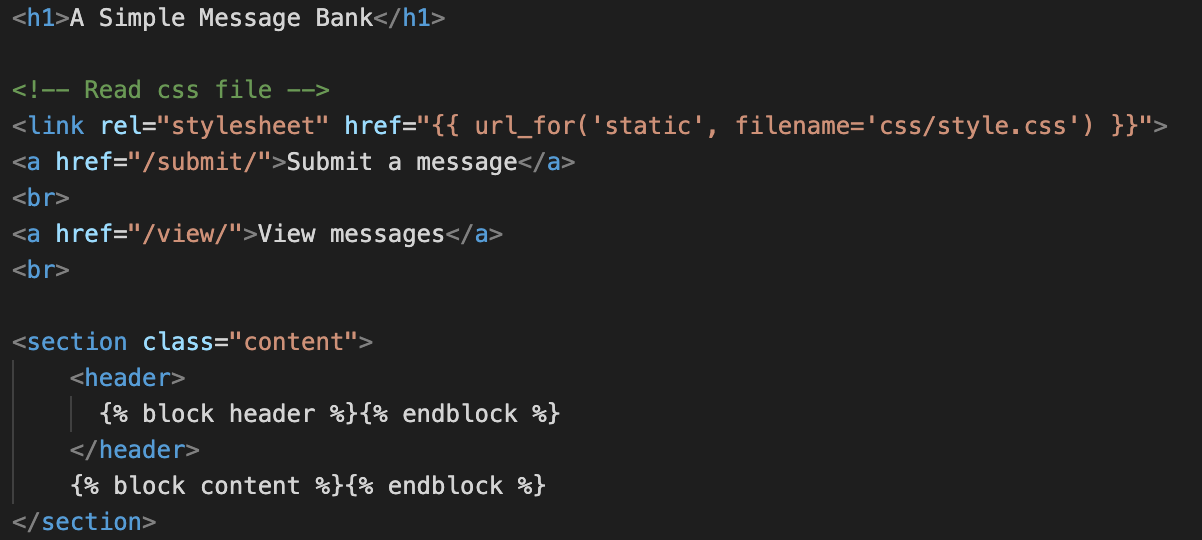 <h1>A Simple Message Bank</h1>
<!-- Read css file -->
<link rel="stylesheet" href="{{ url_for('static', filename='css/style.css') }}">
<a href="/submit/">Submit a message</a>
<br>
<a href="/view/">View messages</a>
<br>
<section class="content">
    <header>
      {% block header %}{% endblock %}
    </header>
    {% block content %}{% endblock %}
</section>